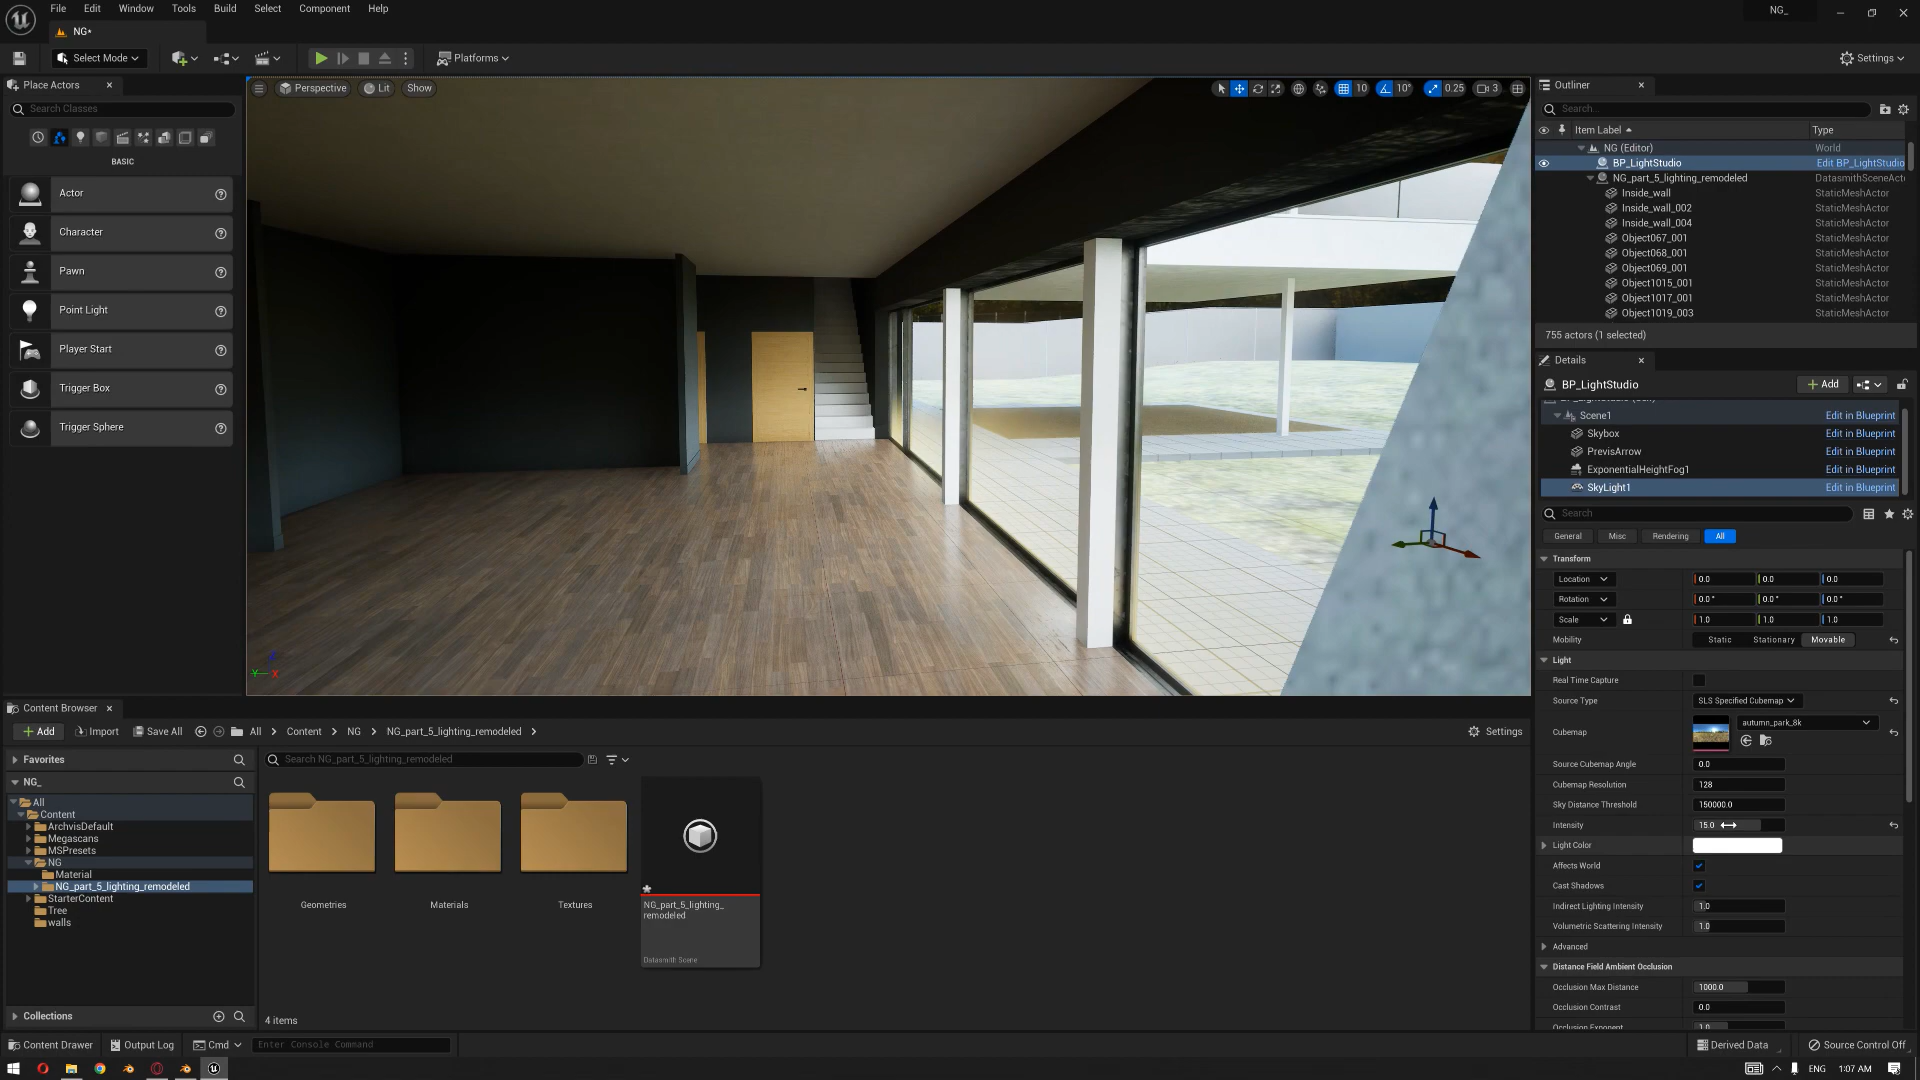 File Edit Window Tools Build Select Component Help
NG_
NG*
Select Mode
Platforms
Settings
Place Actors
Search Classes
BASIC
Actor
Character
Pawn
Point Light
Player Start
Trigger Box
Trigger Sphere
Perspective Lit Show
10 10° 0.25 3
Outliner
Search...
Item Label Type
NG (Editor) World
BP_LightStudio Edit BP_LightStudio
NG_part_5_lighting_remodeled DatasmithSceneAct
Inside_wall StaticMeshActor
Inside_wall_002 StaticMeshActor
Inside_wall_004 StaticMeshActor
Object067_001 StaticMeshActor
Object068_001 StaticMeshActor
Object069_001 StaticMeshActor
Object1015_001 StaticMeshActor
Object1017_001 StaticMeshActor
Object1019_003 StaticMeshActor
755 actors (1 selected)
Details
BP_LightStudio
Add
Scene1 Edit in Blueprint
Skybox Edit in Blueprint
PrevisArrow Edit in Blueprint
ExponentialHeightFog1 Edit in Blueprint
SkyLight1 Edit in Blueprint
Search
General Misc Rendering All
Transform
Location 0.0 0.0 0.0
Rotation 0.0° 0.0° 0.0°
Scale 1.0 1.0 1.0
Mobility Static Stationary Movable
Light
Real Time Capture
Source Type SLS Specified Cubemap
Cubemap autumn_park_8k
Source Cubemap Angle 0.0
Cubemap Resolution 128
Sky Distance Threshold 150000.0
Intensity 15.0
Light Color
Affects World
Cast Shadows
Indirect Lighting Intensity 1.0
Volumetric Scattering Intensity 1.0
Advanced
Distance Field Ambient Occlusion
Occlusion Max Distance 1000.0
Occlusion Contrast 0.0
Occlusion Exponent 1.0
Content Browser
Add Import Save All All Content NG NG_part_5_lighting_remodeled
Settings
Favorites
NG_
All
Content
ArchvisDefault
Megascans
MSPresets
NG
Material
NG_part_5_lighting_remodeled
StarterContent
Tree
walls
Collections
Search NG_part_5_lighting_remodeled
Geometries
Materials
Textures
NG_part_5_lighting_
remodeled
Datasmith Scene
4 items
Content Drawer Output Log Cmd Enter Console Command
Derived Data Source Control Off
ENG 1:07 AM